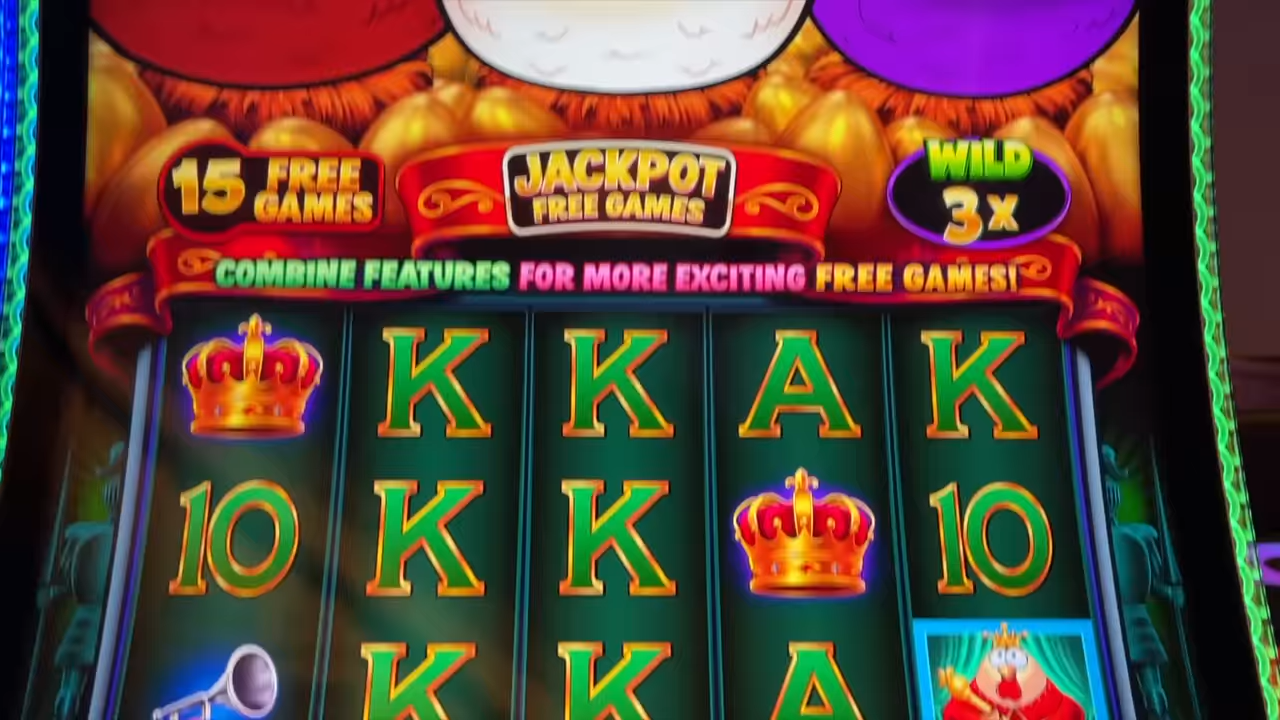 15 FREE GAMES
JACKPOT FREE GAMES
WILD 3X
COMBINE FEATURES FOR MORE EXCITING FREE GAMES!
K K A K
10 K K 10
K K A